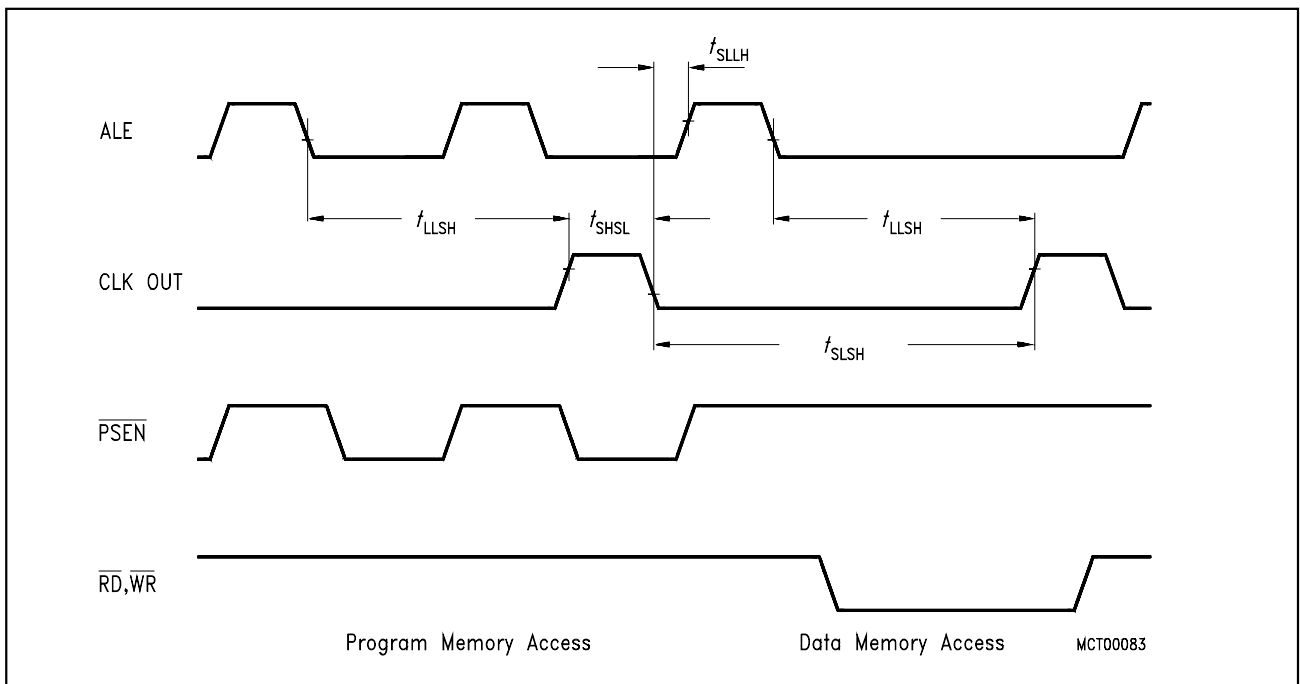 tSLLH
ALE
tLLSH
tSHSL
tLLSH
CLK OUT
tSLSH
PSEN
RD,WR
Program Memory Access
Data Memory Access
MCT00083